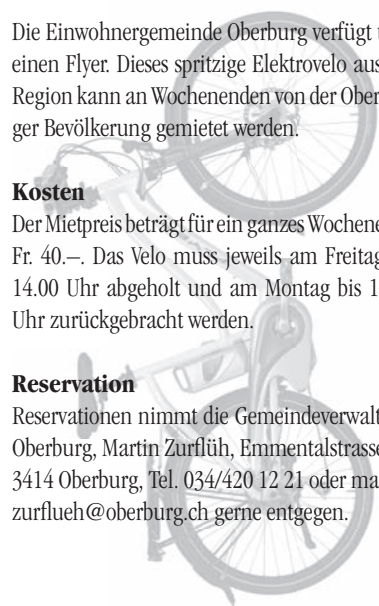 Die Einwohnergemeinde Oberburg verfügt
einen Flyer. Dieses spritzige Elektrovelo aus
Region kann an Wochenenden von der Ober
ger Bevölkerung gemietet werden.
Kosten
Der Mietpreis beträgt für ein ganzes Wochene
Fr. 40.–. Das Velo muss jeweils am Freitag
14.00 Uhr abgeholt und am Montag bis 1
Uhr zurückgebracht werden.
Reservation
Reservationen nimmt die Gemeindeverwalt
Oberburg, Martin Zurflüh, Emmentalstrasse
3414 Oberburg, Tel. 034/420 12 21 oder ma
zurflueh@oberburg.ch gerne entgegen.